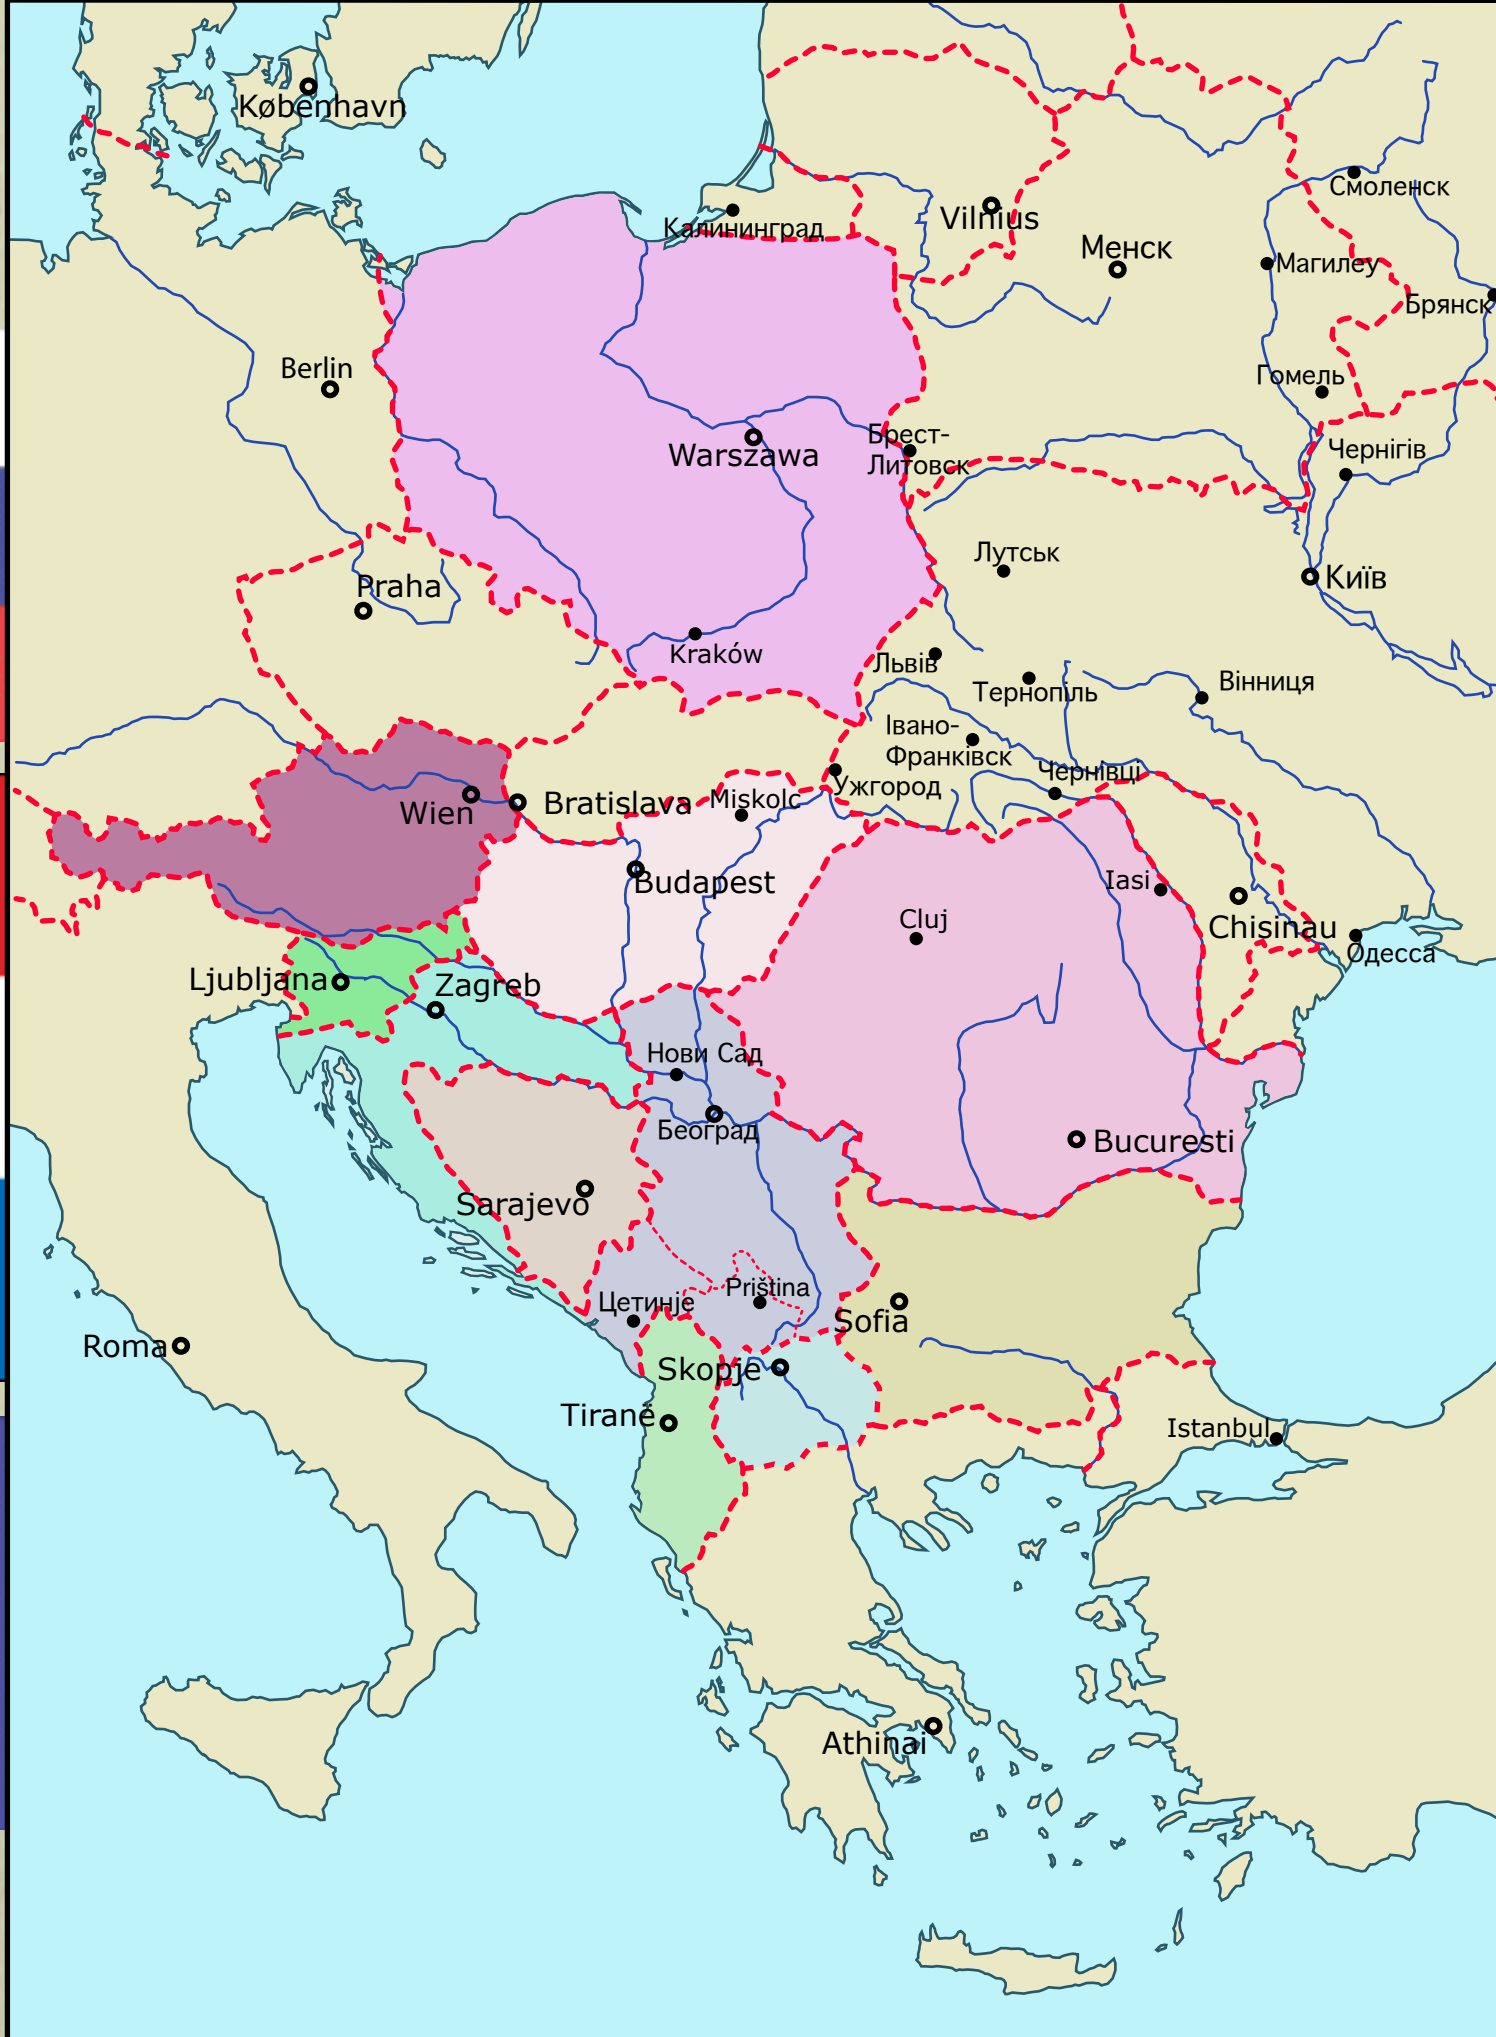 København
Смоленск
Калининград
Vilnius
Менск
Магилеу
Брянск
Berlin
Гомель
Warszawa
Брест-
Литовск
Чернігів
Лутськ
Київ
Praha
Kraków
Львів
Тернопіль
Вінниця
Івано-
Франківск
Чернівці
Ужгород
Wien
Bratislava
Miskolc
Budapest
Iasi
Cluj
Chisinau
Одесса
Ljubljana
Zagreb
Нови Сад
Београд
Bucuresti
Sarajevo
Цетинје
Priština
Sofia
Roma
Skopje
Tiranë
Istanbul
Athinai